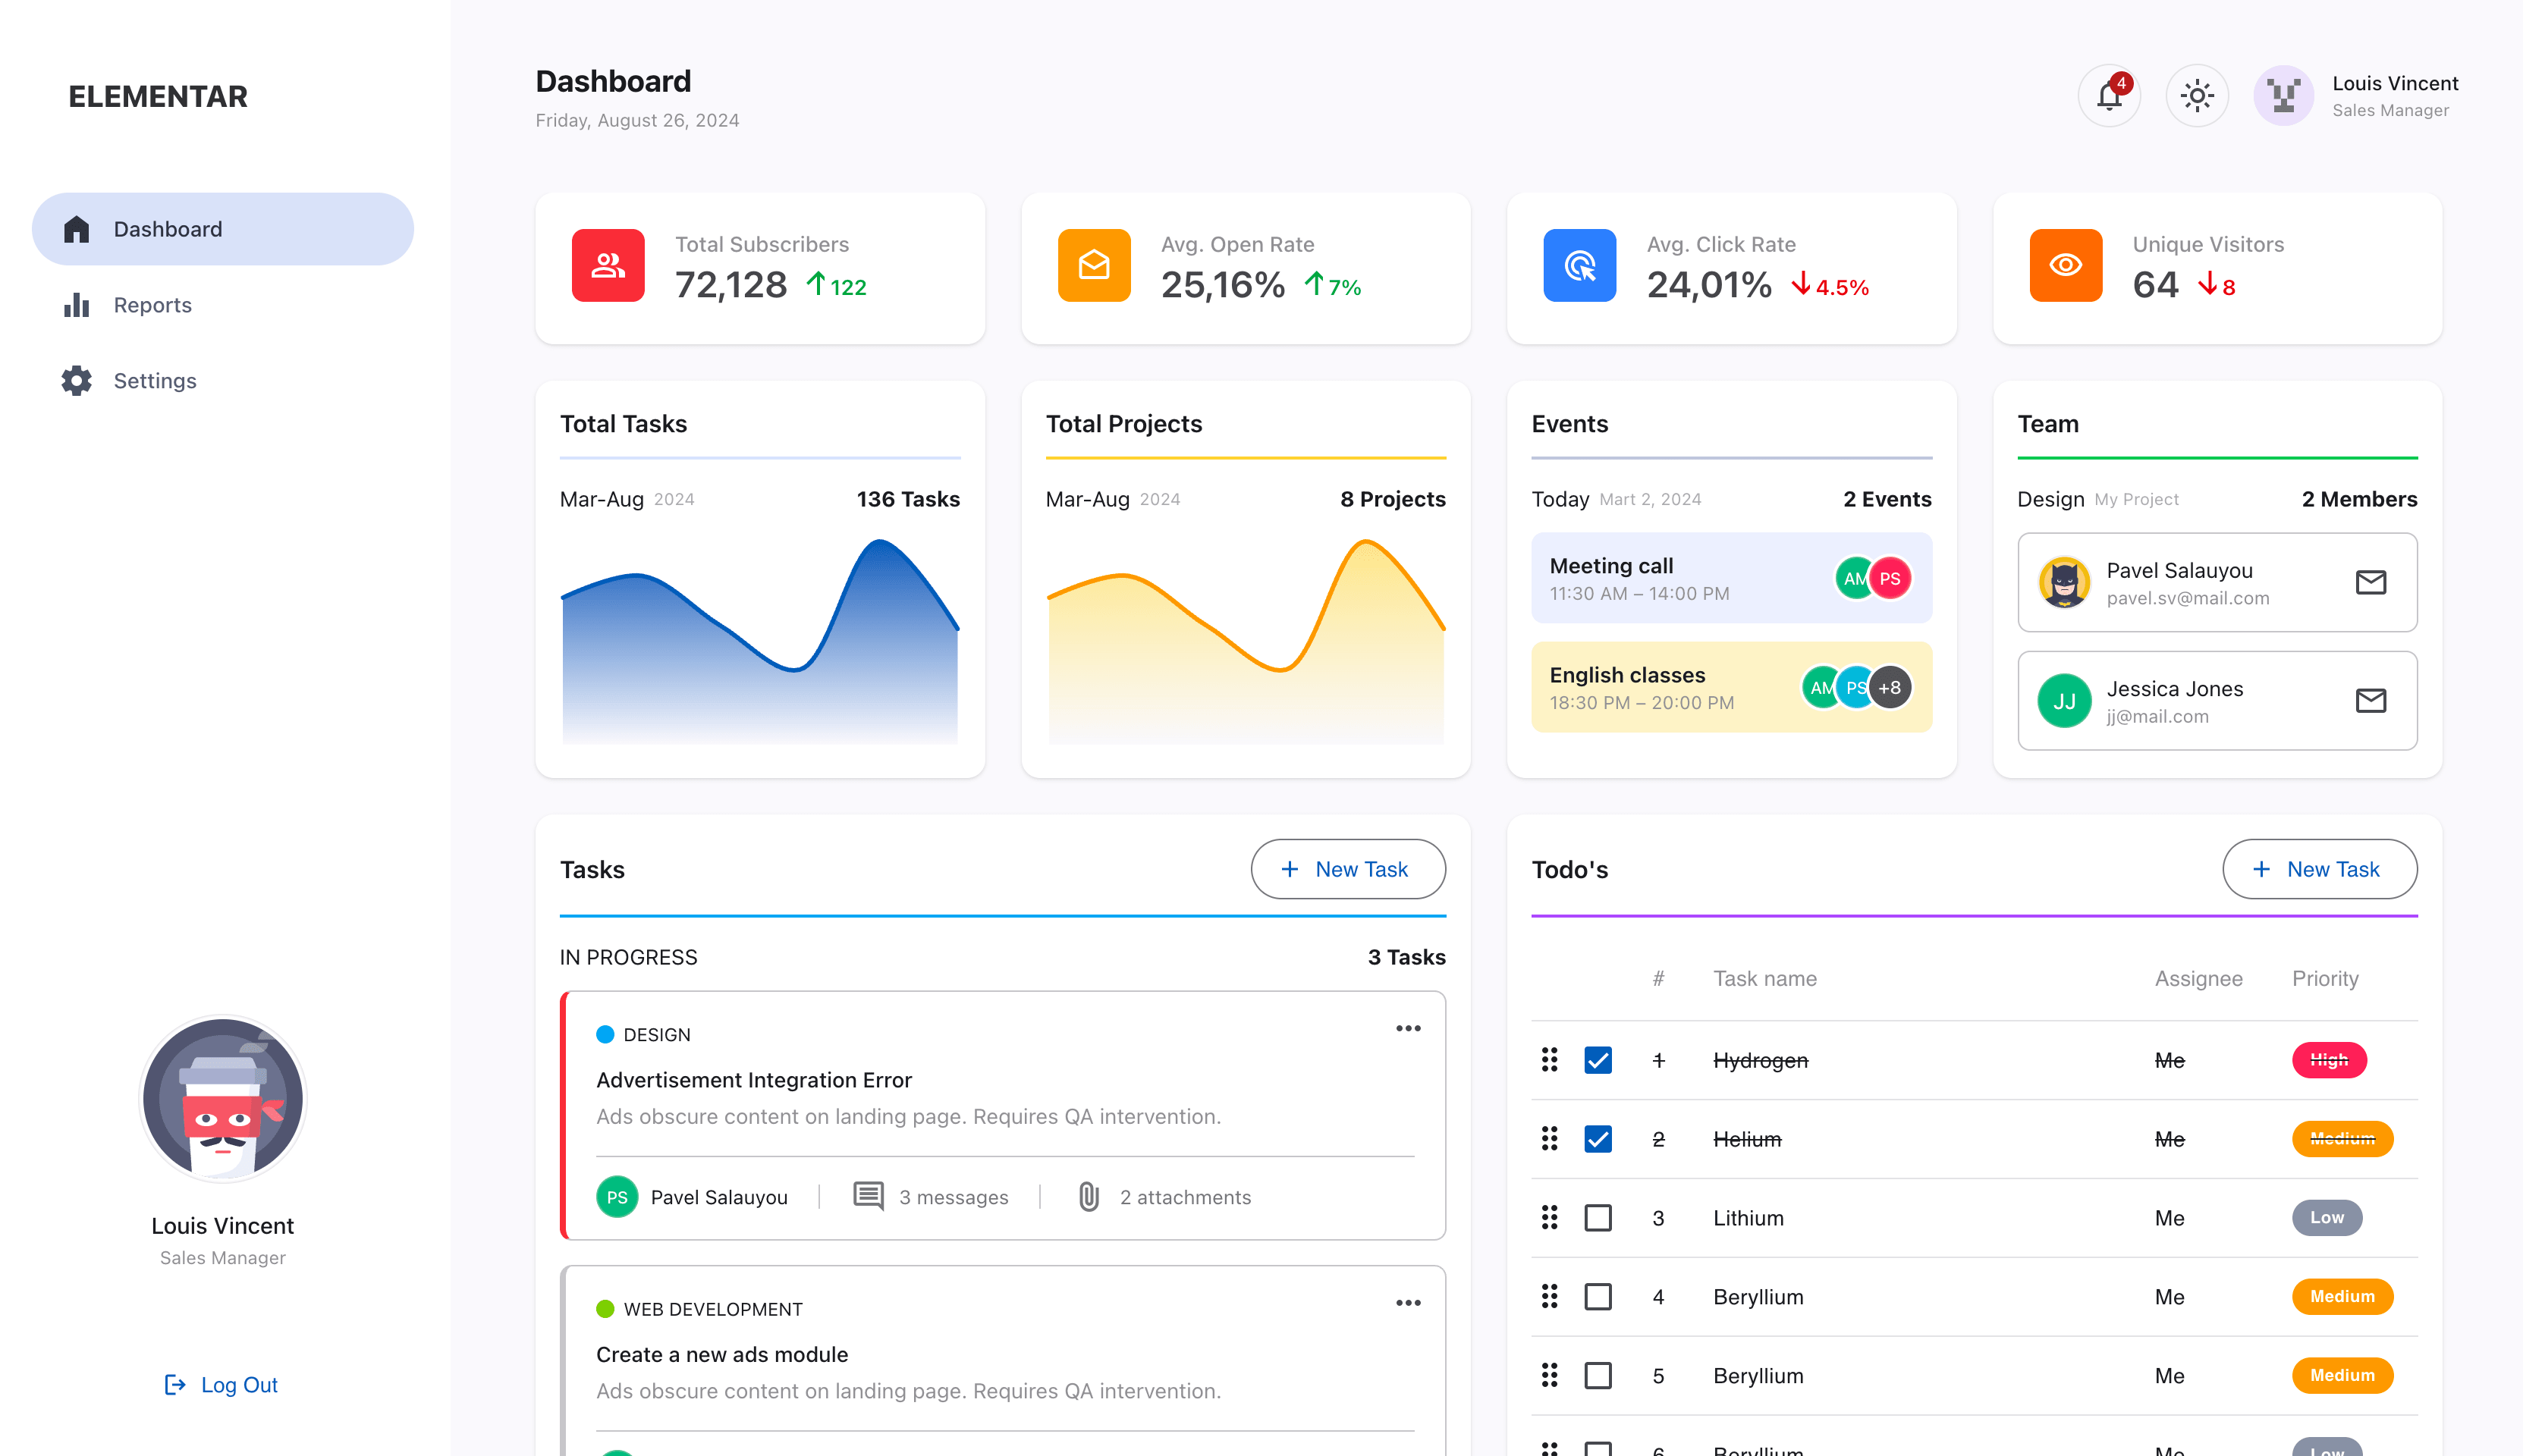 ELEMENTAR
Dashboard
Reports
Settings
Louis Vincent
Sales Manager
Log Out
Dashboard
Friday, August 26, 2024
4
Louis Vincent
Sales Manager
Total Subscribers
72,128 122
Avg. Open Rate
25,16% 7%
Avg. Click Rate
24,01% 4.5%
Unique Visitors
64 8
Total Tasks
Mar-Aug 2024 136 Tasks
Total Projects
Mar-Aug 2024 8 Projects
Events
Today Mart 2, 2024 2 Events
Meeting call
11:30 AM – 14:00 PM
AM PS
English classes
18:30 PM – 20:00 PM
AM PS +8
Team
Design My Project 2 Members
Pavel Salauyou
pavel.sv@mail.com
JJ
Jessica Jones
jj@mail.com
Tasks
+ New Task
IN PROGRESS 3 Tasks
DESIGN
Advertisement Integration Error
Ads obscure content on landing page. Requires QA intervention.
PS Pavel Salauyou 3 messages 2 attachments
WEB DEVELOPMENT
Create a new ads module
Ads obscure content on landing page. Requires QA intervention.
Todo's
+ New Task
# Task name Assignee Priority
1 Hydrogen Me High
2 Helium Me Medium
3 Lithium Me Low
4 Beryllium Me Medium
5 Beryllium Me Medium
6 Beryllium Me Low